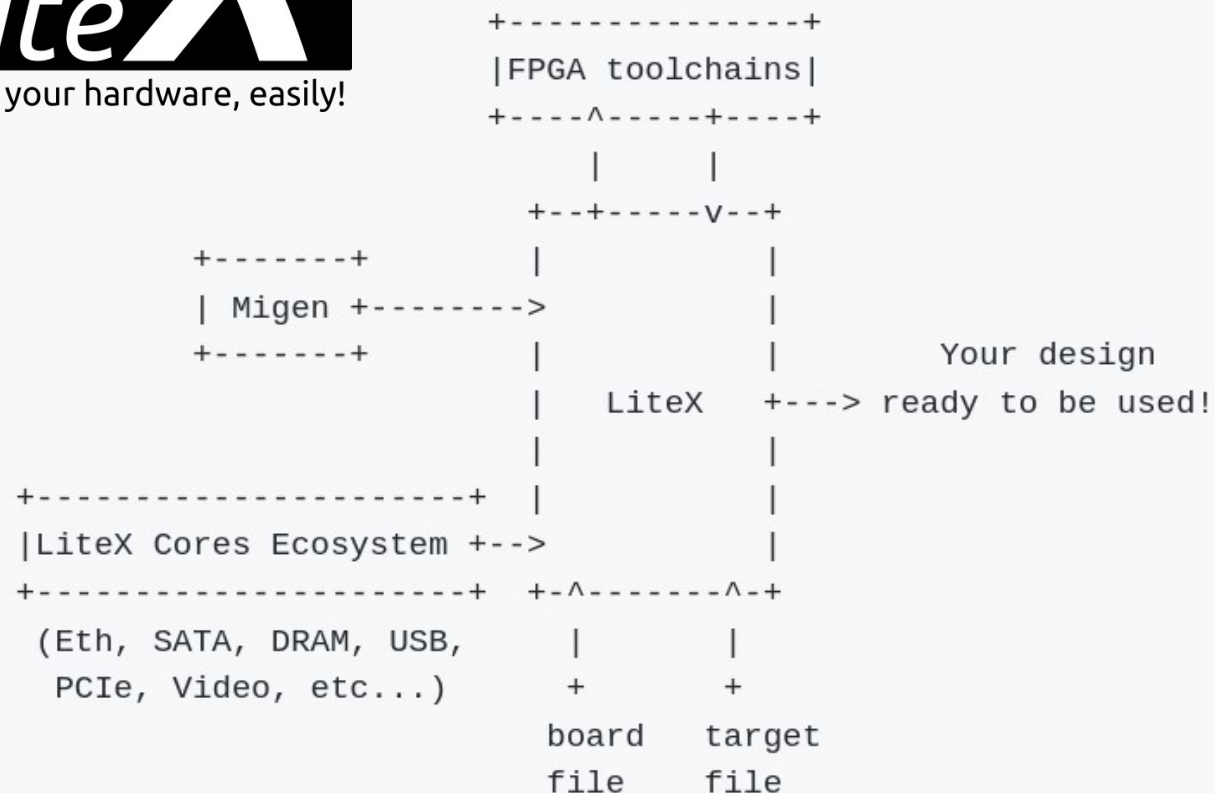 iteX
your hardware, easily!
+---------------+
|FPGA toolchains|
+----^-----+----+
     |     |
+--+-----v--+
+-------+        |           |
| Migen +-------->           |
+-------+        |           |        Your design
|   LiteX   +---> ready to be used!
|           |
+----------------------+  |           |
|LiteX Cores Ecosystem +-->           |
+----------------------+  +-^-------^-+
(Eth, SATA, DRAM, USB,      |       |
PCIe, Video, etc...)      +       +
board   target
file    file